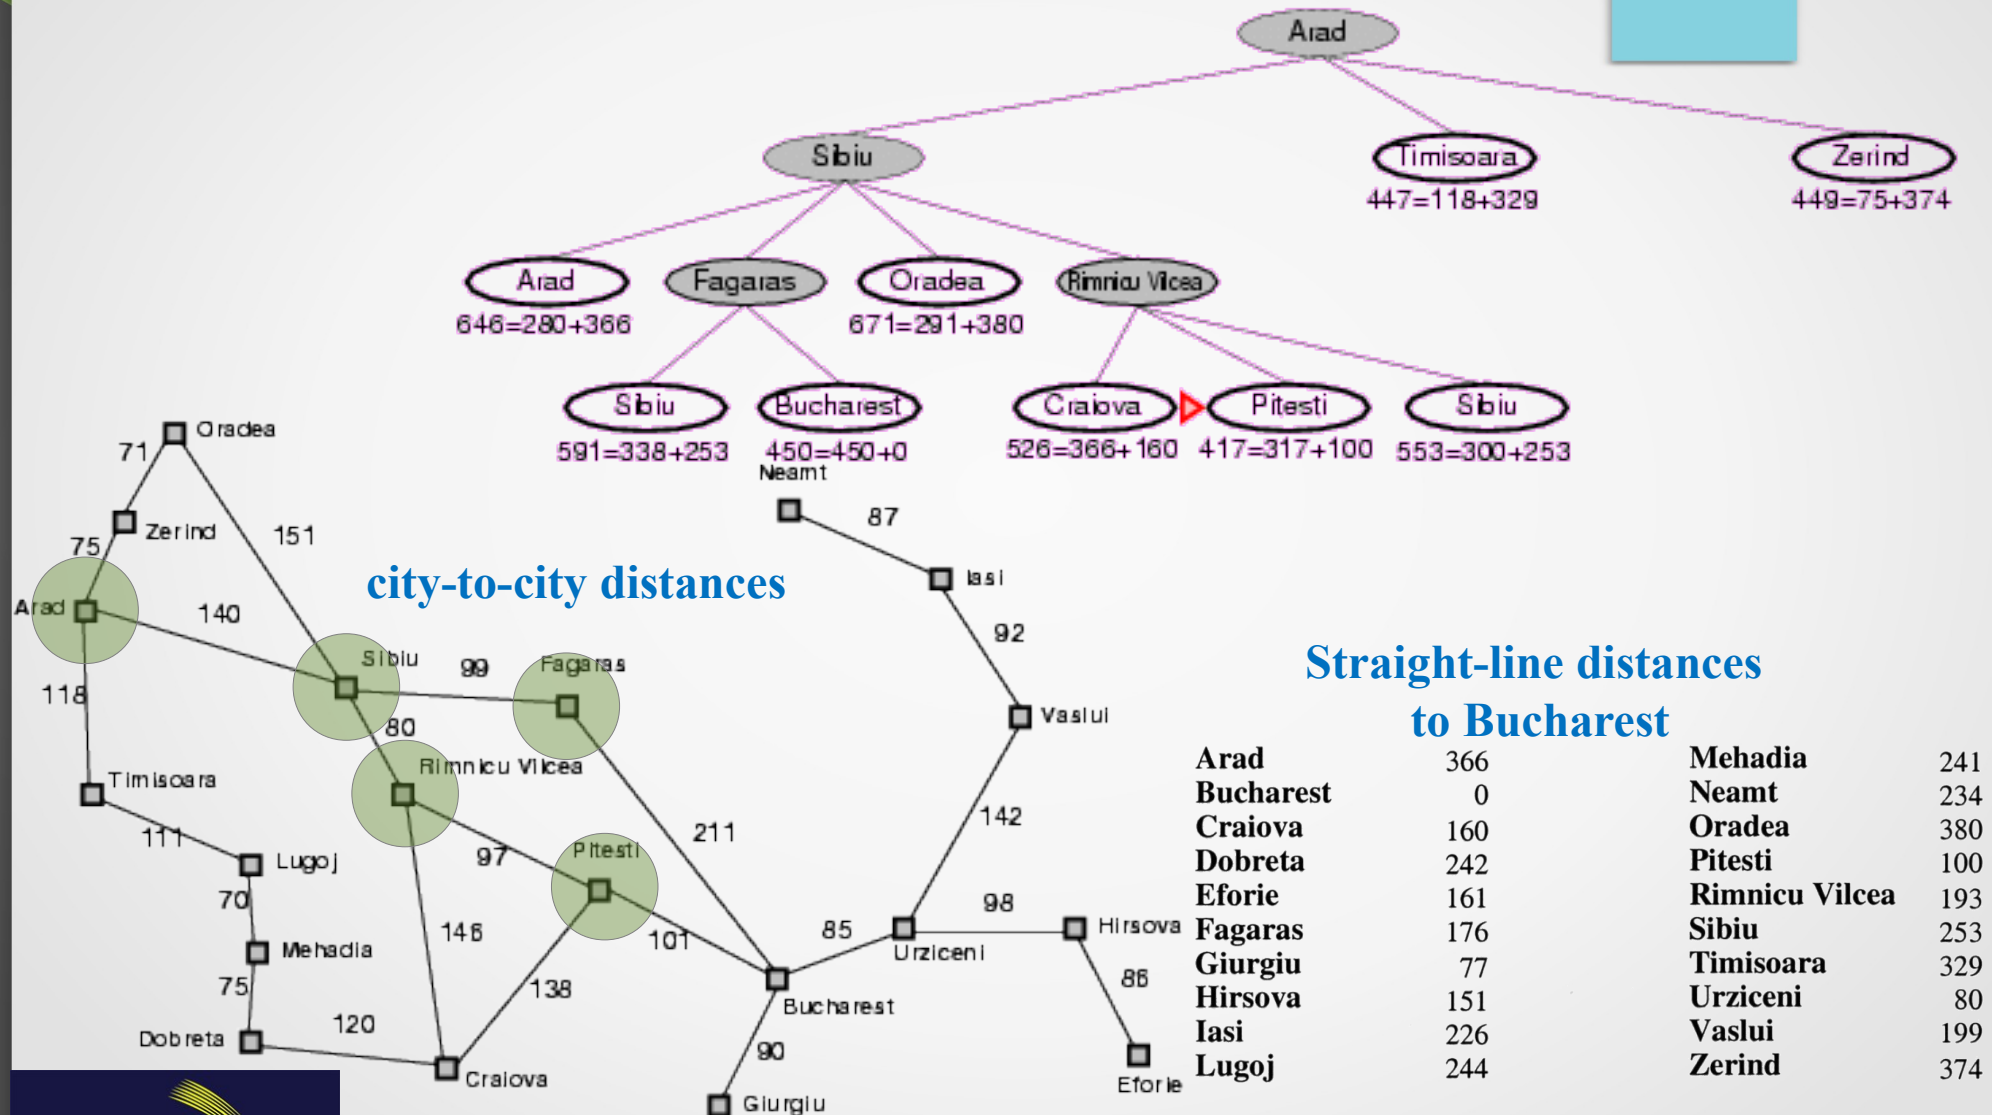 Arad
Sibiu
Timisoara
Zerind
447=118+329
449=75+374
Arad
Fagaras
Oradea
Rimnicu Vilcea
646=280+366
671=291+380
Sibiu
Bucharest
Craiova
Pitesti
Sibiu
591=338+253
450=450+0
526=366+160
417=317+100
553=300+253
Oradea
71
Neamt
87
Zerind
151
75
city-to-city distances
Iasi
Arad
140
92
Sibiu
99
Fagaras
118
80
Vaslui
Timisoara
Rimnicu Vilcea
111
211
142
Lugoj
97
Pitesti
70
146
101
85
98
Hirsova
Urziceni
Mehadia
75
138
86
Bucharest
Dobreta
120
90
Craiova
Eforie
Giurgiu
Straight-line distances
to Bucharest
Arad 366
Bucharest 0
Craiova 160
Dobreta 242
Eforie 161
Fagaras 176
Giurgiu 77
Hirsova 151
Iasi 226
Lugoj 244
Mehadia 241
Neamt 234
Oradea 380
Pitesti 100
Rimnicu Vilcea 193
Sibiu 253
Timisoara 329
Urziceni 80
Vaslui 199
Zerind 374